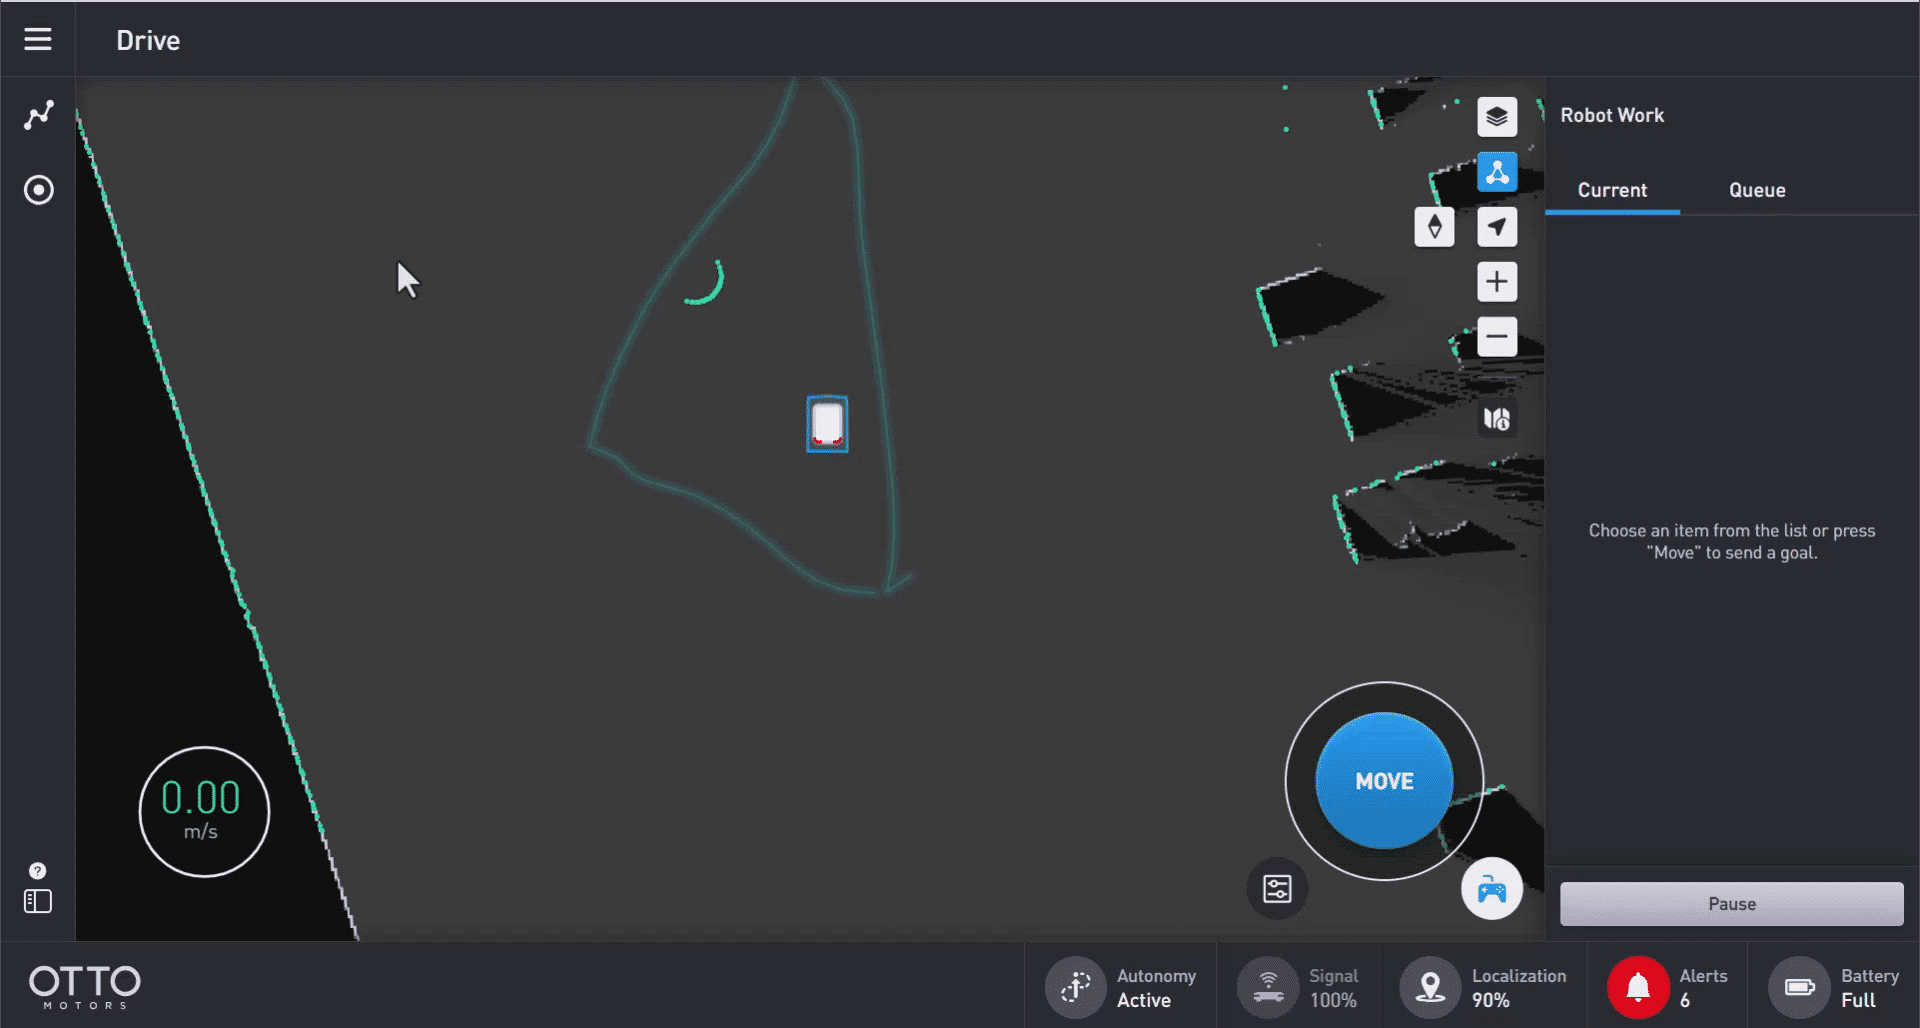 Drive
Robot Work
Current
Queue
Choose an item from the list or press
"Move" to send a goal.
0.00
m/s
MOVE
Pause
OTTO
MOTORS
Autonomy
Active
Signal
100%
Localization
90%
Alerts
6
Battery
Full